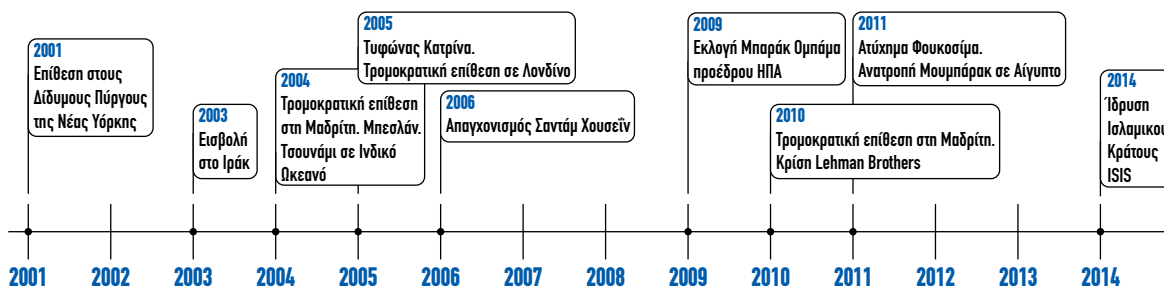 2001
Επίθεση στους
Δίδυμους Πύργους
της Νέας Υόρκης
2003
Εισβολή
στο Ιράκ
2004
Τρομοκρατική επίθεση
στη Μαδρίτη. Μπεσλάν.
Τσουνάμι σε Ινδικό
Ωκεανό
2005
Τυφώνας Κατρίνα.
Τρομοκρατική επίθεση σε Λονδίνο
2006
Απαγχονισμός Σαντάμ Χουσεΐν
2009
Εκλογή Μπαράκ Ομπάμα
προέδρου ΗΠΑ
2010
Τρομοκρατική επίθεση στη Μαδρίτη.
Κρίση Lehman Brothers
2011
Ατύχημα Φουκοσίμα.
Ανατροπή Μουμπάρακ σε Αίγυπτο
2014
Ίδρυση
Ισλαμικού
Κράτους
ISIS
2001 2002 2003 2004 2005 2006 2007 2008 2009 2010 2011 2012 2013 2014